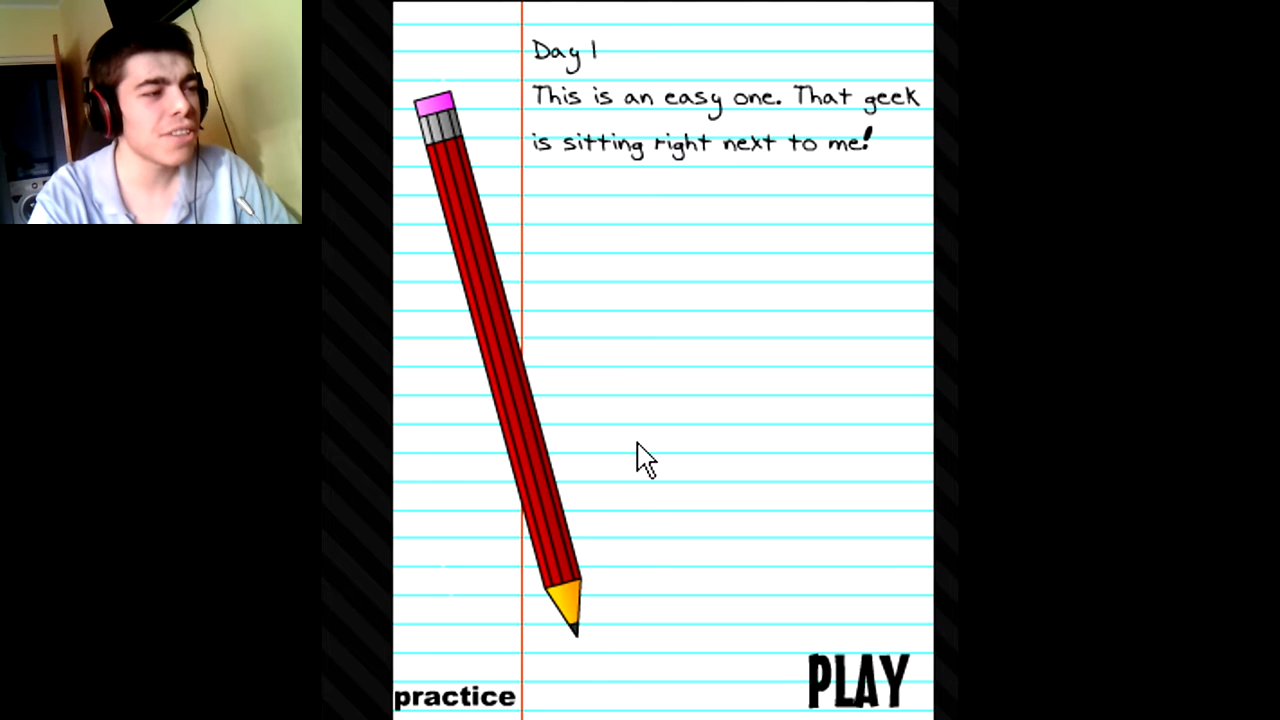 Day 1
This is an easy one. That geek
is sitting right next to me!
practice
PLAY